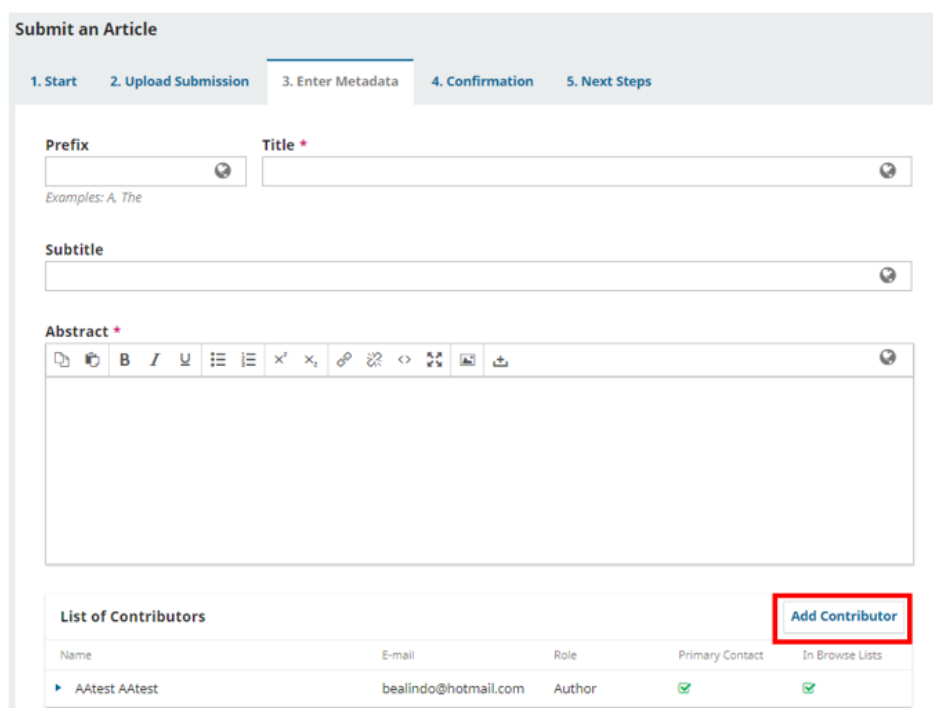 Submit an Article
1. Start 2. Upload Submission 3. Enter Metadata 4. Confirmation 5. Next Steps
Prefix Title *
Examples: A, The
Subtitle
Abstract *
B I U
List of Contributors Add Contributor
Name E-mail Role Primary Contact In Browse Lists
AAtest AAtest bealindo@hotmail.com Author